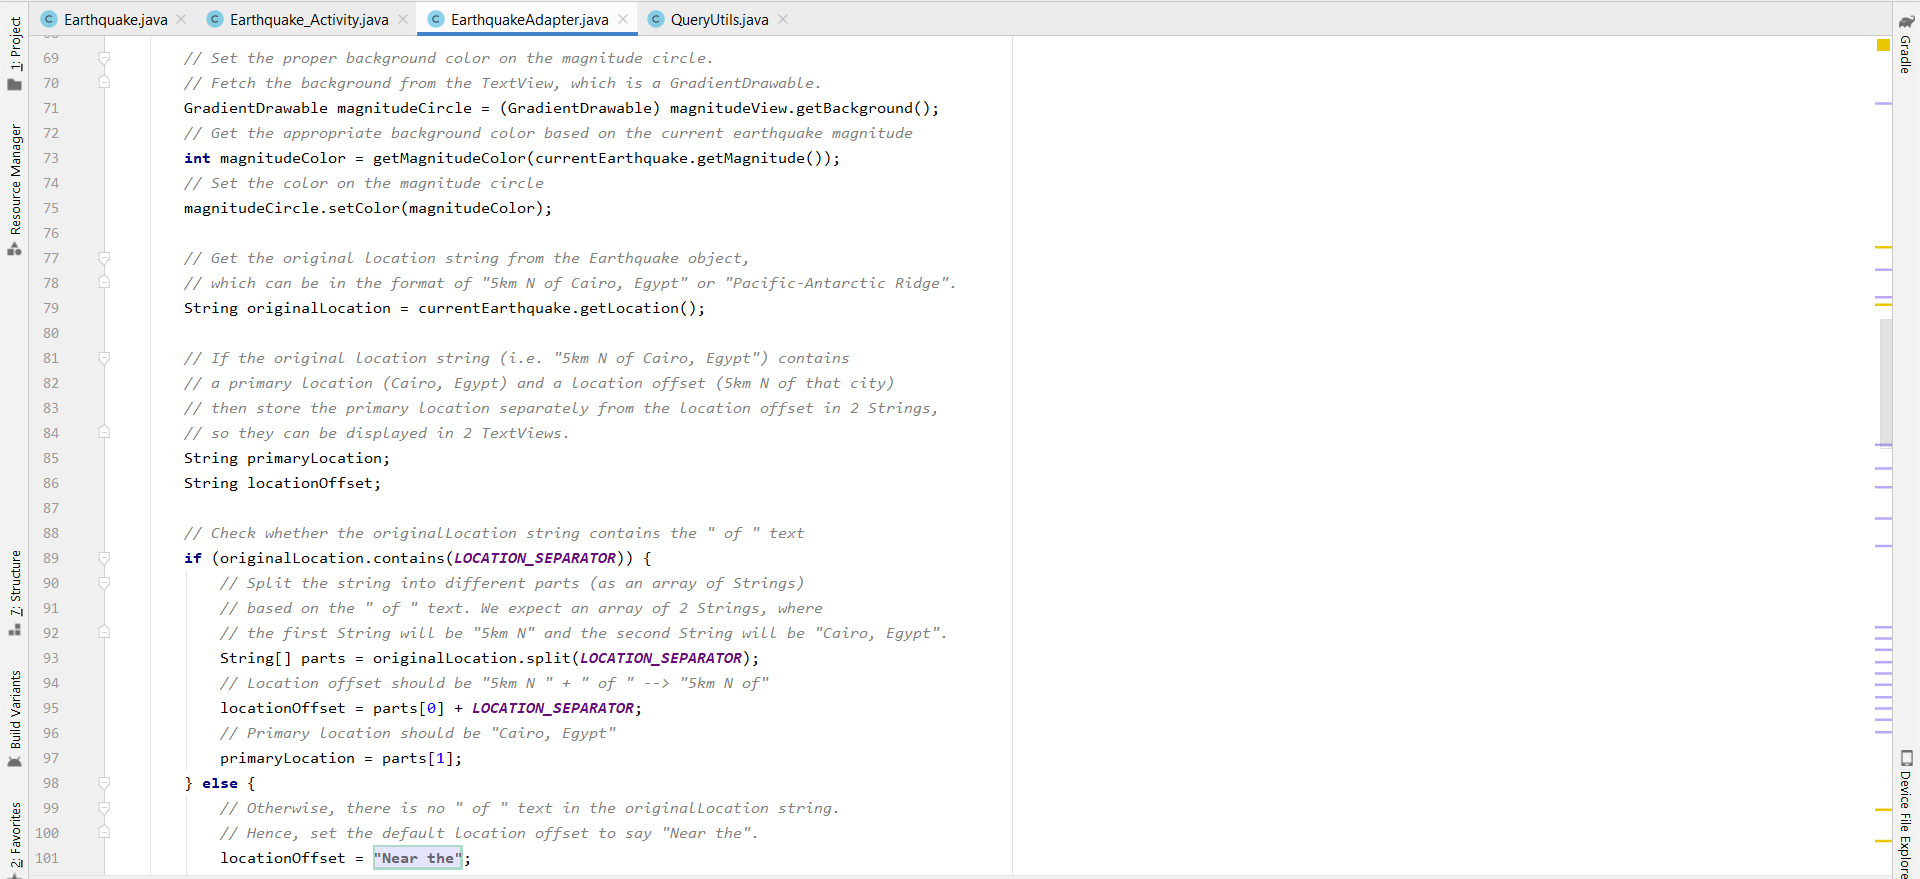 Earthquake.java
Earthquake_Activity.java
EarthquakeAdapter.java
QueryUtils.java
1: Project
Resource Manager
7: Structure
Build Variants
2: Favorites
69 // Set the proper background color on the magnitude circle.
70 // Fetch the background from the TextView, which is a GradientDrawable.
71 GradientDrawable magnitudeCircle = (GradientDrawable) magnitudeView.getBackground();
72 // Get the appropriate background color based on the current earthquake magnitude
73 int magnitudeColor = getMagnitudeColor(currentEarthquake.getMagnitude());
74 // Set the color on the magnitude circle
75 magnitudeCircle.setColor(magnitudeColor);
76
77 // Get the original location string from the Earthquake object,
78 // which can be in the format of "5km N of Cairo, Egypt" or "Pacific-Antarctic Ridge".
79 String originalLocation = currentEarthquake.getLocation();
80
81 // If the original location string (i.e. "5km N of Cairo, Egypt") contains
82 // a primary location (Cairo, Egypt) and a location offset (5km N of that city)
83 // then store the primary location separately from the location offset in 2 Strings,
84 // so they can be displayed in 2 TextViews.
85 String primaryLocation;
86 String locationOffset;
87
88 // Check whether the originalLocation string contains the " of " text
89 if (originalLocation.contains(LOCATION_SEPARATOR)) {
90 // Split the string into different parts (as an array of Strings)
91 // based on the " of " text. We expect an array of 2 Strings, where
92 // the first String will be "5km N" and the second String will be "Cairo, Egypt".
93 String[] parts = originalLocation.split(LOCATION_SEPARATOR);
94 // Location offset should be "5km N " + " of " --> "5km N of"
95 locationOffset = parts[0] + LOCATION_SEPARATOR;
96 // Primary location should be "Cairo, Egypt"
97 primaryLocation = parts[1];
98 } else {
99 // Otherwise, there is no " of " text in the originalLocation string.
100 // Hence, set the default location offset to say "Near the".
101 locationOffset = "Near the";
Gradle
Device File Explore